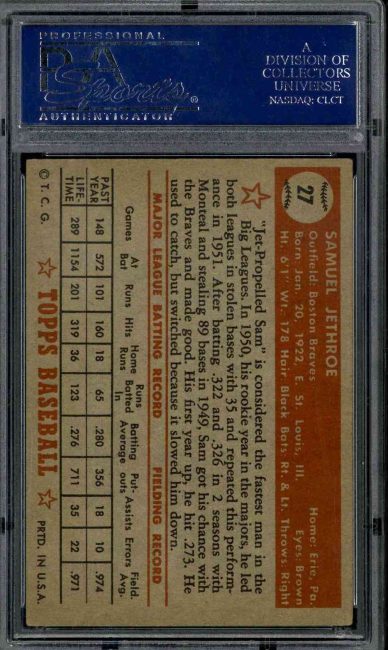 PROFESSIONAL
PSA
Sports
AUTHENTICATOR
A
DIVISION OF
COLLECTORS
UNIVERSE
NASDAQ: CLCT
27
SAMUEL JETHROE
Outfield: Boston Braves Home: Erie, Pa.
Born: Jan. 20, 1922, E. St. Louis, Ill. Eyes: Brown
Ht. 6'1" Wt. 178 Hair Black Bats: Rt. & Lt. Throws: Right
"Jet-Propelled Sam" is considered the fastest man in the
Big Leagues. In 1950, his rookie year in the majors, he led
both leagues in stolen bases with 35 and repeated this perform-
ance in 1951. After batting .322 and .326 in 2 seasons with
Monteal and stealing 89 bases in 1949, Sam got his chance with
the Braves and made good. His first year up, he hit .273. He
used to catch, but switched because it slowed him down.
MAJOR LEAGUE BATTING RECORD FIELDING RECORD
Games At Bat Runs Hits Home Runs Runs Batted In Batting Average Put-outs Assists Errors Field. Avg.
PAST YEAR 148 572 101 160 18 65 .280 356 18 10 .974
LIFE-TIME 289 1154 201 319 36 123 .276 711 35 22 .971
© T. C. G. TOPPS BASEBALL PRTD. IN U.S.A.